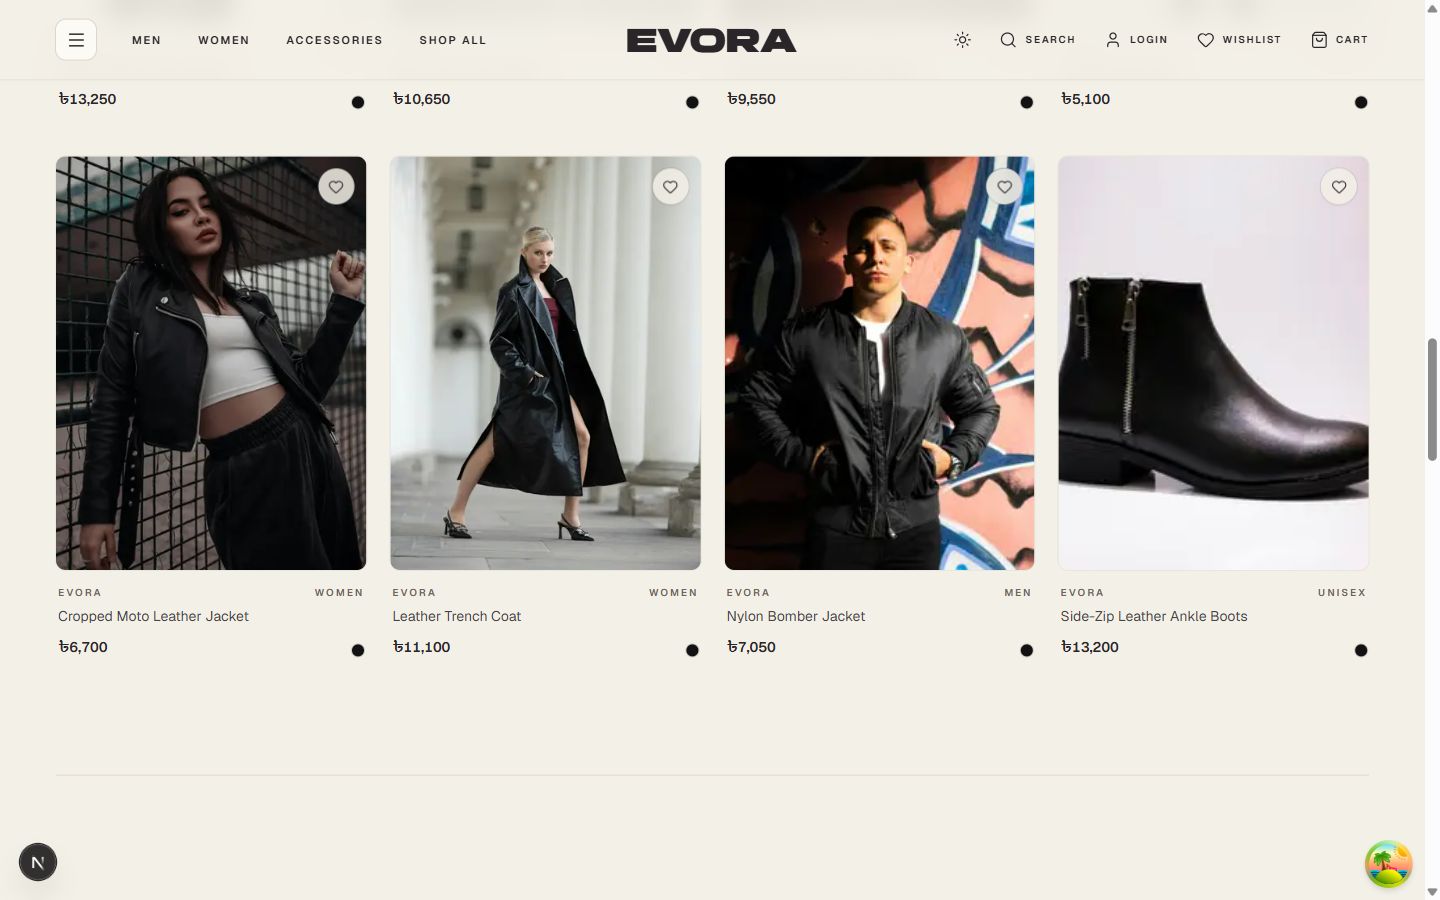 MEN WOMEN ACCESSORIES SHOP ALL EVORA SEARCH LOGIN WISHLIST CART
৳13,250 ৳10,650 ৳9,550 ৳5,100
EVORA WOMEN EVORA WOMEN EVORA MEN EVORA UNISEX
Cropped Moto Leather Jacket Leather Trench Coat Nylon Bomber Jacket Side-Zip Leather Ankle Boots
৳6,700 ৳11,100 ৳7,050 ৳13,200
N